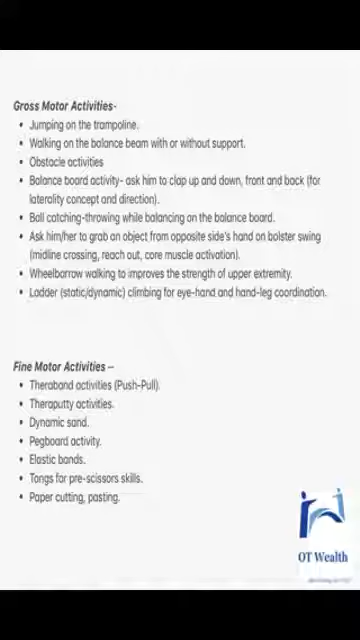 Gross Motor Activities-
• Jumping on the trampoline.
• Walking on the balance beam with or without support.
• Obstacle activities
• Balance board activity- ask him to clap up and down, front and back (for
laterality concept and direction).
• Ball catching-throwing while balancing on the balance board.
• Ask him/her to grab an object from opposite side's hand on bolster swing
(midline crossing, reach out, core muscle activation).
• Wheelbarrow walking to improves the strength of upper extremity.
• Ladder (static/dynamic) climbing for eye-hand and hand-leg coordination.
Fine Motor Activities –
• Theraband activities (Push-Pull).
• Theraputty activities.
• Dynamic sand.
• Pegboard activity.
• Elastic bands.
• Tongs for pre-scissors skills.
• Paper cutting, pasting.
OT Wealth